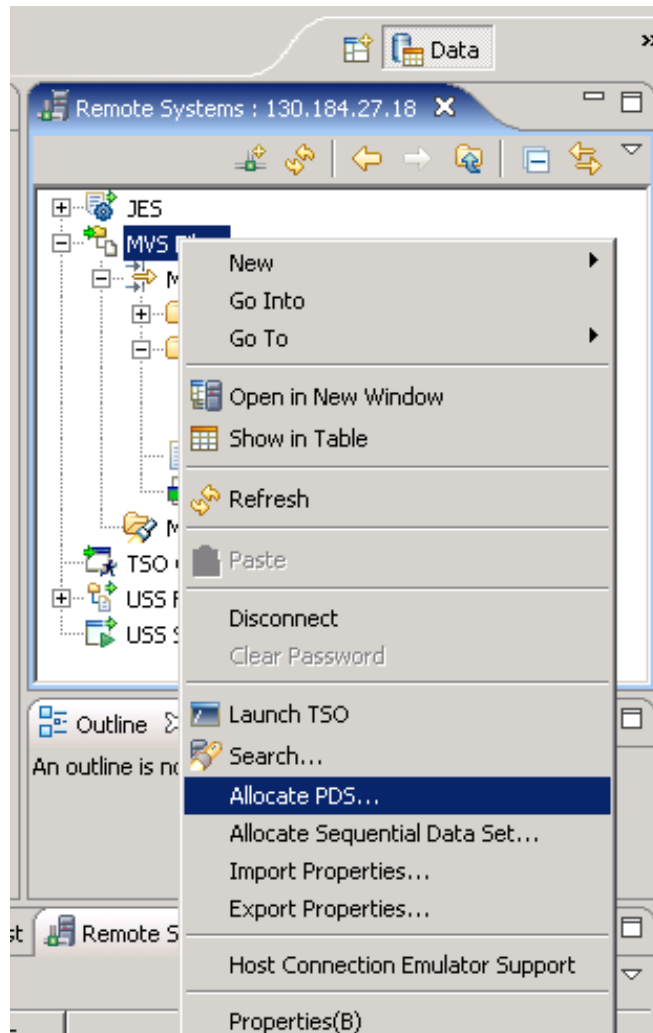 Data
»
Remote Systems : 130.184.27.18
JES
MVS
New
Go Into
Go To
Open in New Window
Show in Table
Refresh
Paste
TSO
Disconnect
USS
Clear Password
USS
Launch TSO
Outline
Search...
An outline is
Allocate PDS...
Allocate Sequential Data Set...
Import Properties...
Export Properties...
Remote S
Host Connection Emulator Support
Properties(B)